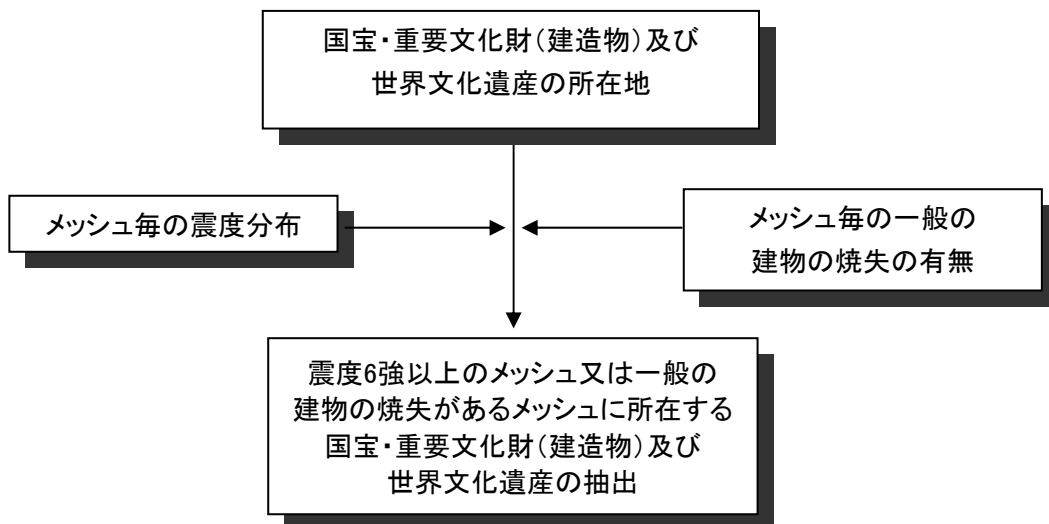 国宝・重要文化財(建造物)及び
世界文化遺産の所在地
メッシュ毎の震度分布
メッシュ毎の一般の
建物の焼失の有無
震度6強以上のメッシュ又は一般の
建物の焼失があるメッシュに所在する
国宝・重要文化財(建造物)及び
世界文化遺産の抽出